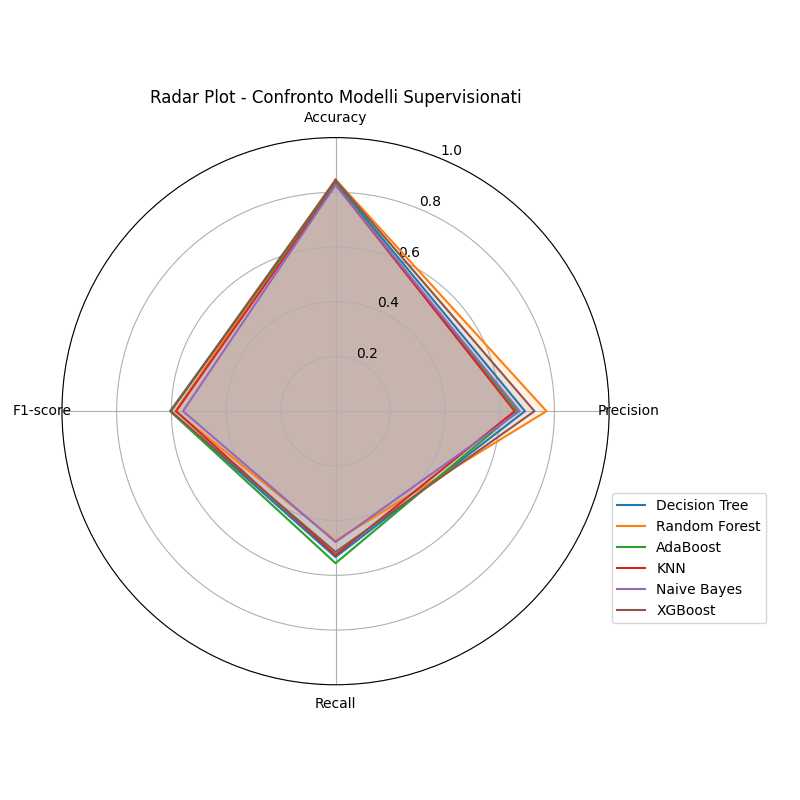 Radar Plot - Confronto Modelli Supervisionati
Accuracy
1.0
0.8
0.6
0.4
0.2
F1-score
Precision
Decision Tree
Random Forest
AdaBoost
KNN
Naive Bayes
XGBoost
Recall